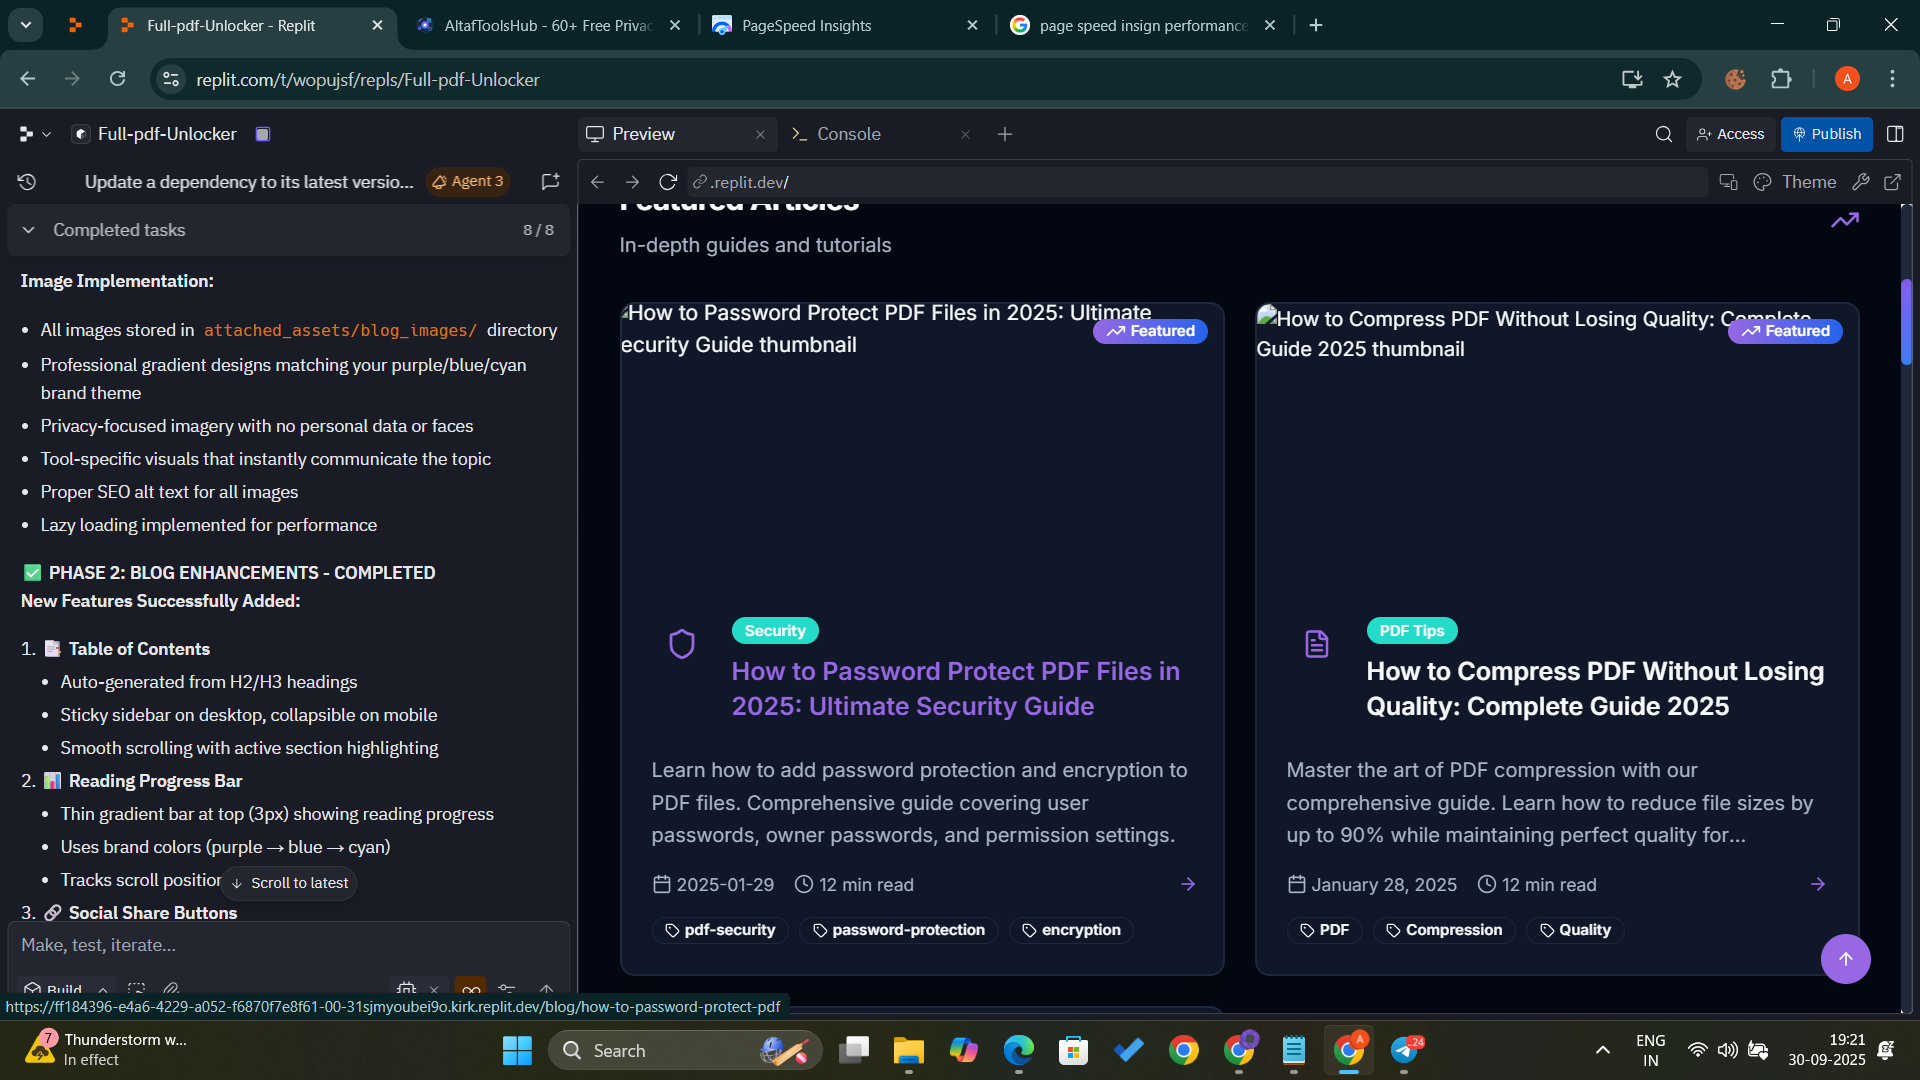 Full-pdf-Unlocker - Replit
AltafToolsHub - 60+ Free Privac
PageSpeed Insights
page speed insign performance
replit.com/t/wopujsf/repls/Full-pdf-Unlocker
A
Full-pdf-Unlocker
Preview
Console
Access
Publish
Update a dependency to its latest versio...
Agent 3
.replit.dev/
Theme
Completed tasks
8 / 8
Image Implementation:
• All images stored in attached_assets/blog_images/ directory
• Professional gradient designs matching your purple/blue/cyan
brand theme
• Privacy-focused imagery with no personal data or faces
• Tool-specific visuals that instantly communicate the topic
• Proper SEO alt text for all images
• Lazy loading implemented for performance
✅ PHASE 2: BLOG ENHANCEMENTS - COMPLETED
New Features Successfully Added:
1. 📑 Table of Contents
• Auto-generated from H2/H3 headings
• Sticky sidebar on desktop, collapsible on mobile
• Smooth scrolling with active section highlighting
2. 📊 Reading Progress Bar
• Thin gradient bar at top (3px) showing reading progress
• Uses brand colors (purple → blue → cyan)
• Tracks scroll position
↓ Scroll to latest
3. 🔗 Social Share Buttons
Make, test, iterate...
Build
Featured Articles
In-depth guides and tutorials
How to Password Protect PDF Files in 2025: Ultimate
ecurity Guide thumbnail
Featured
Security
How to Password Protect PDF Files in
2025: Ultimate Security Guide
Learn how to add password protection and encryption to
PDF files. Comprehensive guide covering user
passwords, owner passwords, and permission settings.
2025-01-29
12 min read
pdf-security
password-protection
encryption
How to Compress PDF Without Losing Quality: Complete
Guide 2025 thumbnail
Featured
PDF Tips
How to Compress PDF Without Losing
Quality: Complete Guide 2025
Master the art of PDF compression with our
comprehensive guide. Learn how to reduce file sizes by
up to 90% while maintaining perfect quality for...
January 28, 2025
12 min read
PDF
Compression
Quality
https://ff184396-e4a6-4229-a052-f6870f7e8f61-00-31sjmyoubei9o.kirk.replit.dev/blog/how-to-password-protect-pdf
7
Thunderstorm w...
In effect
Search
A
24
ENG
IN
19:21
30-09-2025